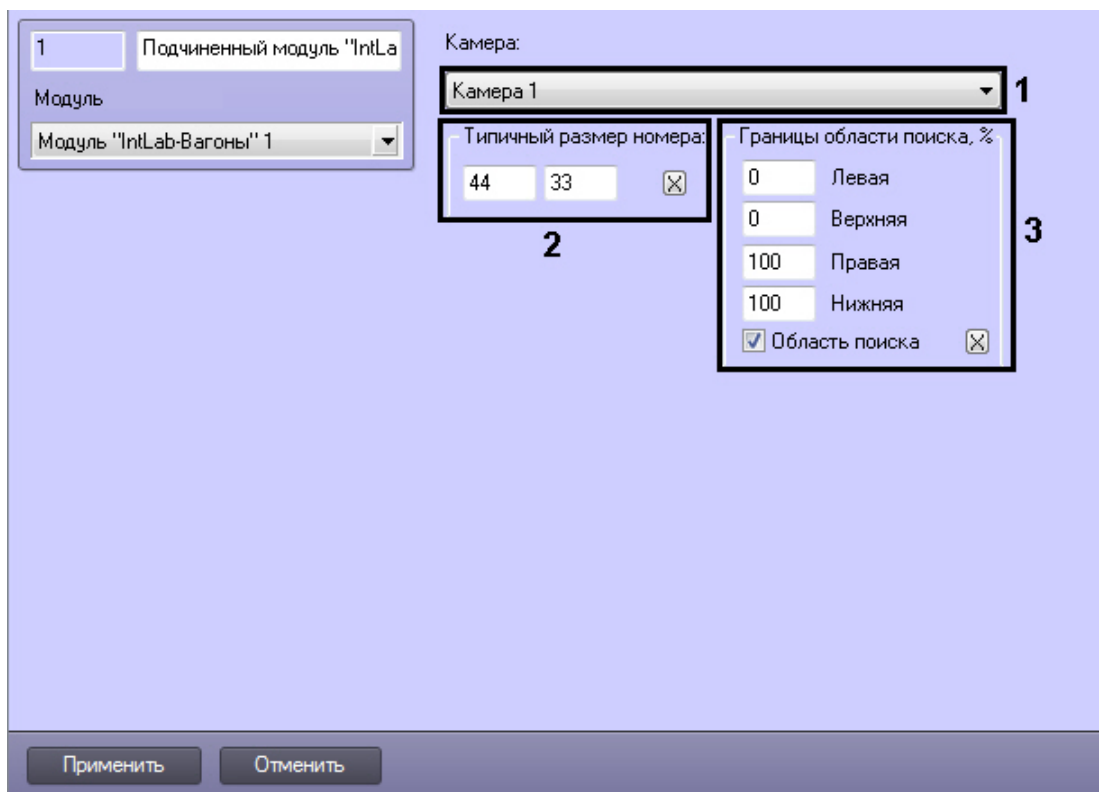 1
Подчиненный модуль "IntLa
Модуль
Модуль "IntLab-Вагоны" 1
Камера:
Камера 1
1
Типичный размер номера:
44 33
2
Границы области поиска, %
0 Левая
0 Верхняя
100 Правая
100 Нижняя
Область поиска
3
Применить
Отменить